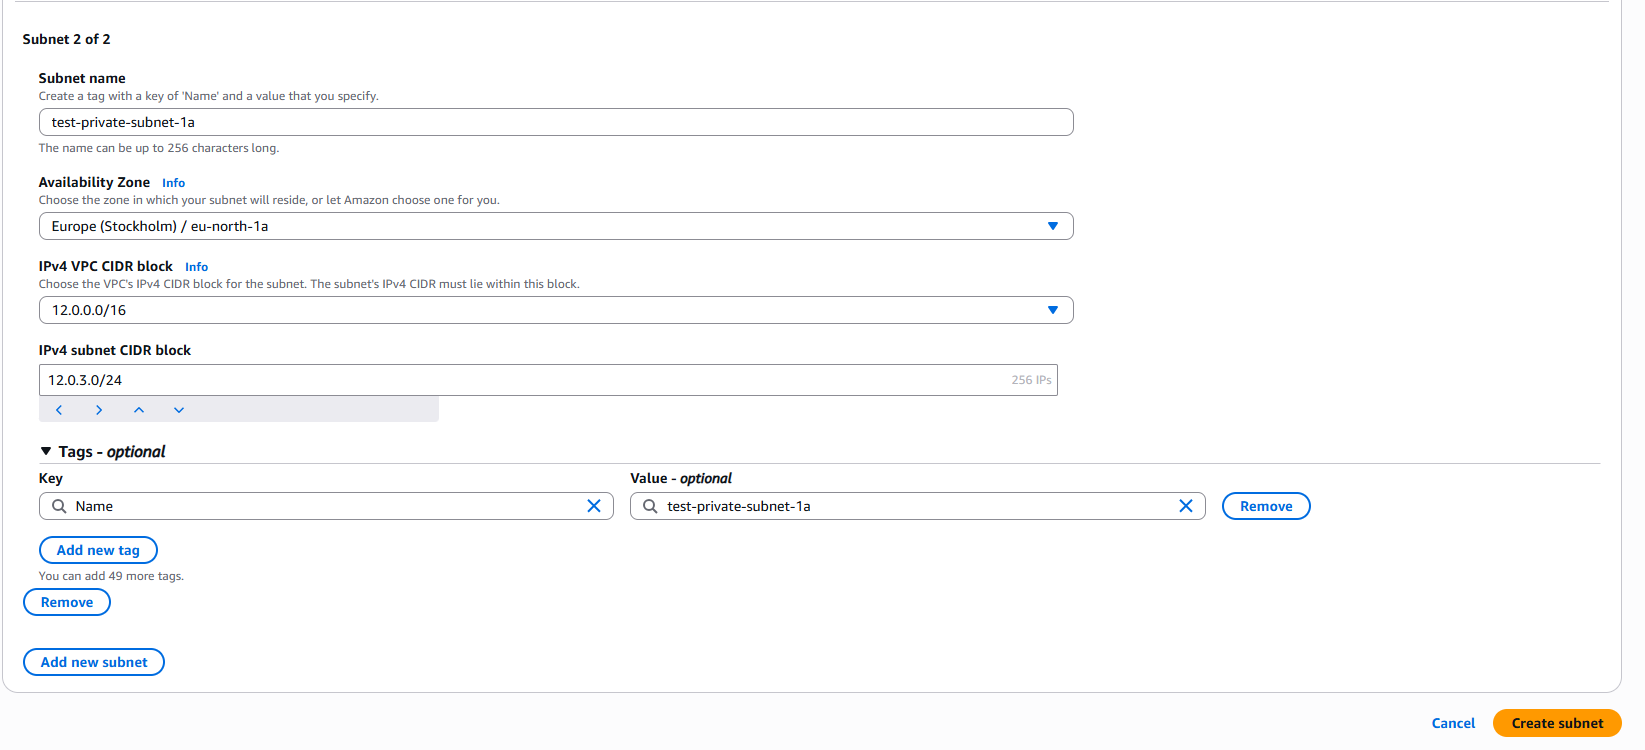 Subnet 2 of 2
Subnet name
Create a tag with a key of 'Name' and a value that you specify.
test-private-subnet-1a
The name can be up to 256 characters long.
Availability Zone Info
Choose the zone in which your subnet will reside, or let Amazon choose one for you.
Europe (Stockholm) / eu-north-1a
IPv4 VPC CIDR block Info
Choose the VPC's IPv4 CIDR block for the subnet. The subnet's IPv4 CIDR must lie within this block.
12.0.0.0/16
IPv4 subnet CIDR block
12.0.3.0/24 256 IPs
Tags - optional
Key Value - optional
Name test-private-subnet-1a Remove
Add new tag
You can add 49 more tags.
Remove
Add new subnet
Cancel Create subnet